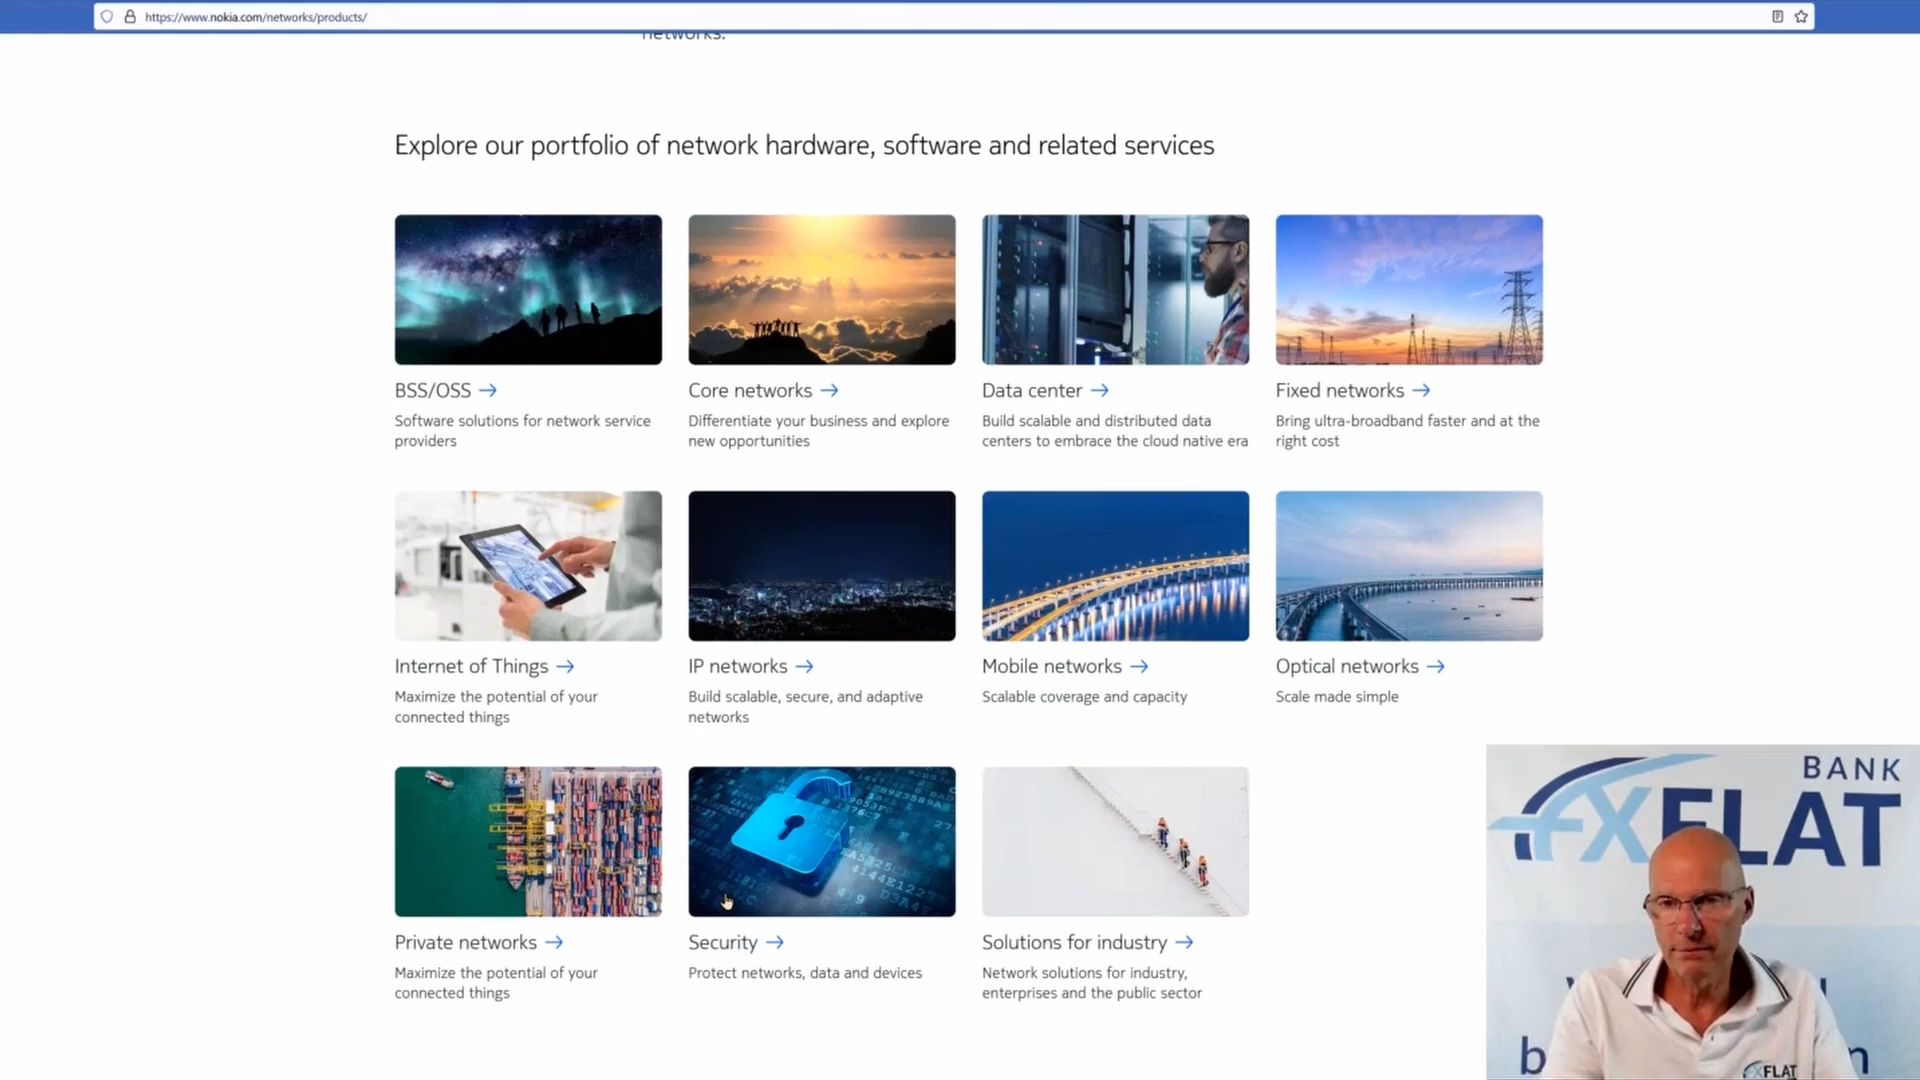 https://www.nokia.com/networks/products/
networks.
Explore our portfolio of network hardware, software and related services
BSS/OSS →
Software solutions for network service
providers
Core networks →
Differentiate your business and explore
new opportunities
Data center →
Build scalable and distributed data
centers to embrace the cloud native era
Fixed networks →
Bring ultra-broadband faster and at the
right cost
Internet of Things →
Maximize the potential of your
connected things
IP networks →
Build scalable, secure, and adaptive
networks
Mobile networks →
Scalable coverage and capacity
Optical networks →
Scale made simple
Private networks →
Maximize the potential of your
connected things
Security →
Protect networks, data and devices
Solutions for industry →
Network solutions for industry,
enterprises and the public sector
BANK
FXFLAT
FXFLAT